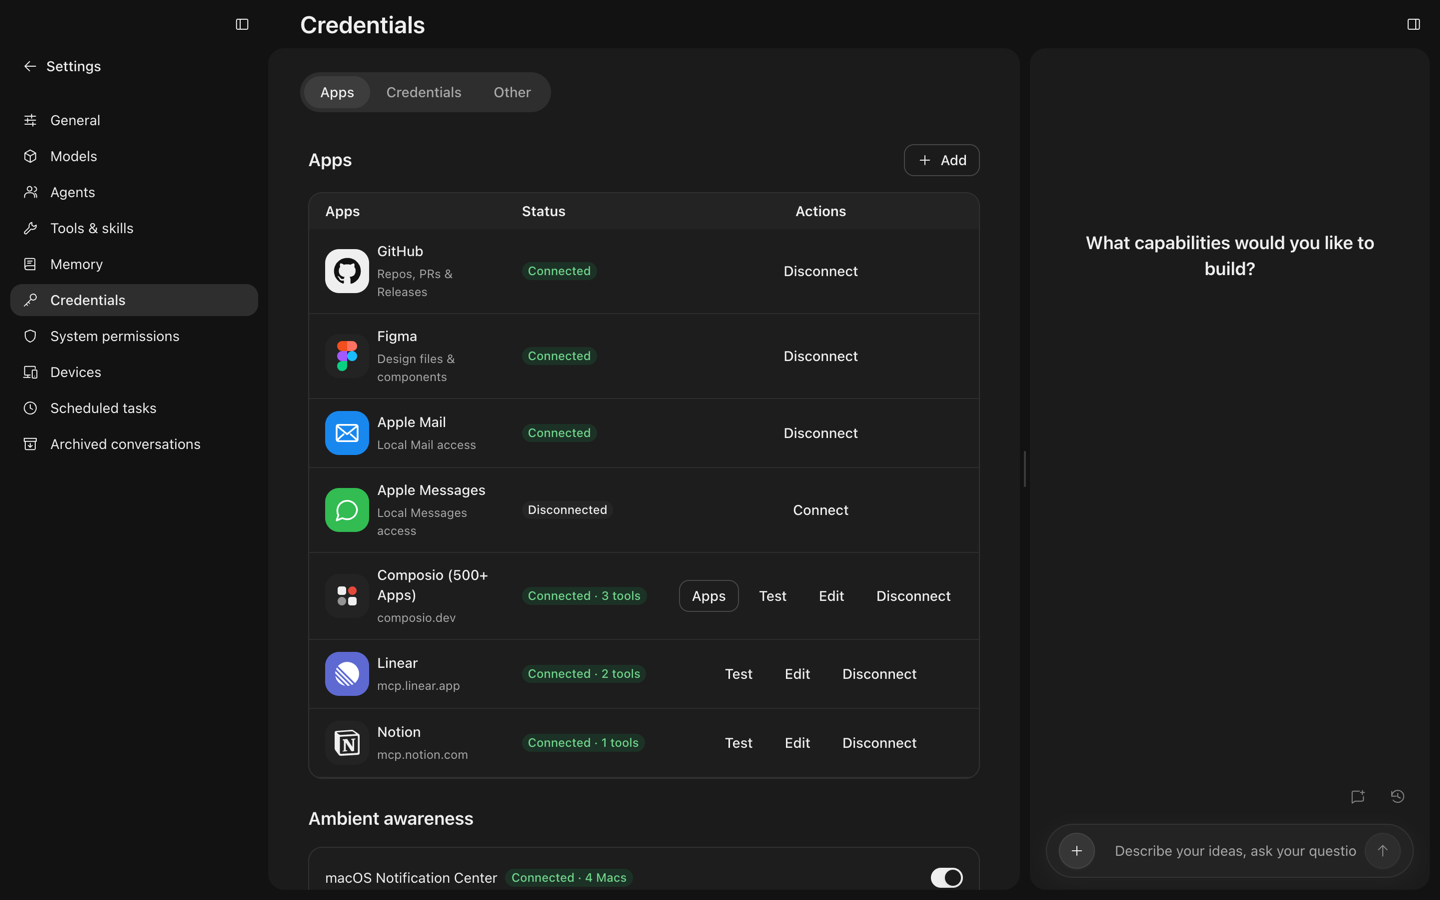 Credentials
Settings
General
Models
Agents
Tools & skills
Memory
Credentials
System permissions
Devices
Scheduled tasks
Archived conversations
Apps Credentials Other
Apps
Add
Apps Status Actions
GitHub
Repos, PRs &
Releases
Connected
Disconnect
Figma
Design files &
components
Connected
Disconnect
Apple Mail
Local Mail access
Connected
Disconnect
Apple Messages
Local Messages
access
Disconnected
Connect
Composio (500+
Apps)
composio.dev
Connected · 3 tools
Apps Test Edit Disconnect
Linear
mcp.linear.app
Connected · 2 tools
Test Edit Disconnect
Notion
mcp.notion.com
Connected · 1 tools
Test Edit Disconnect
Ambient awareness
macOS Notification Center Connected · 4 Macs
What capabilities would you like to
build?
Describe your ideas, ask your questio